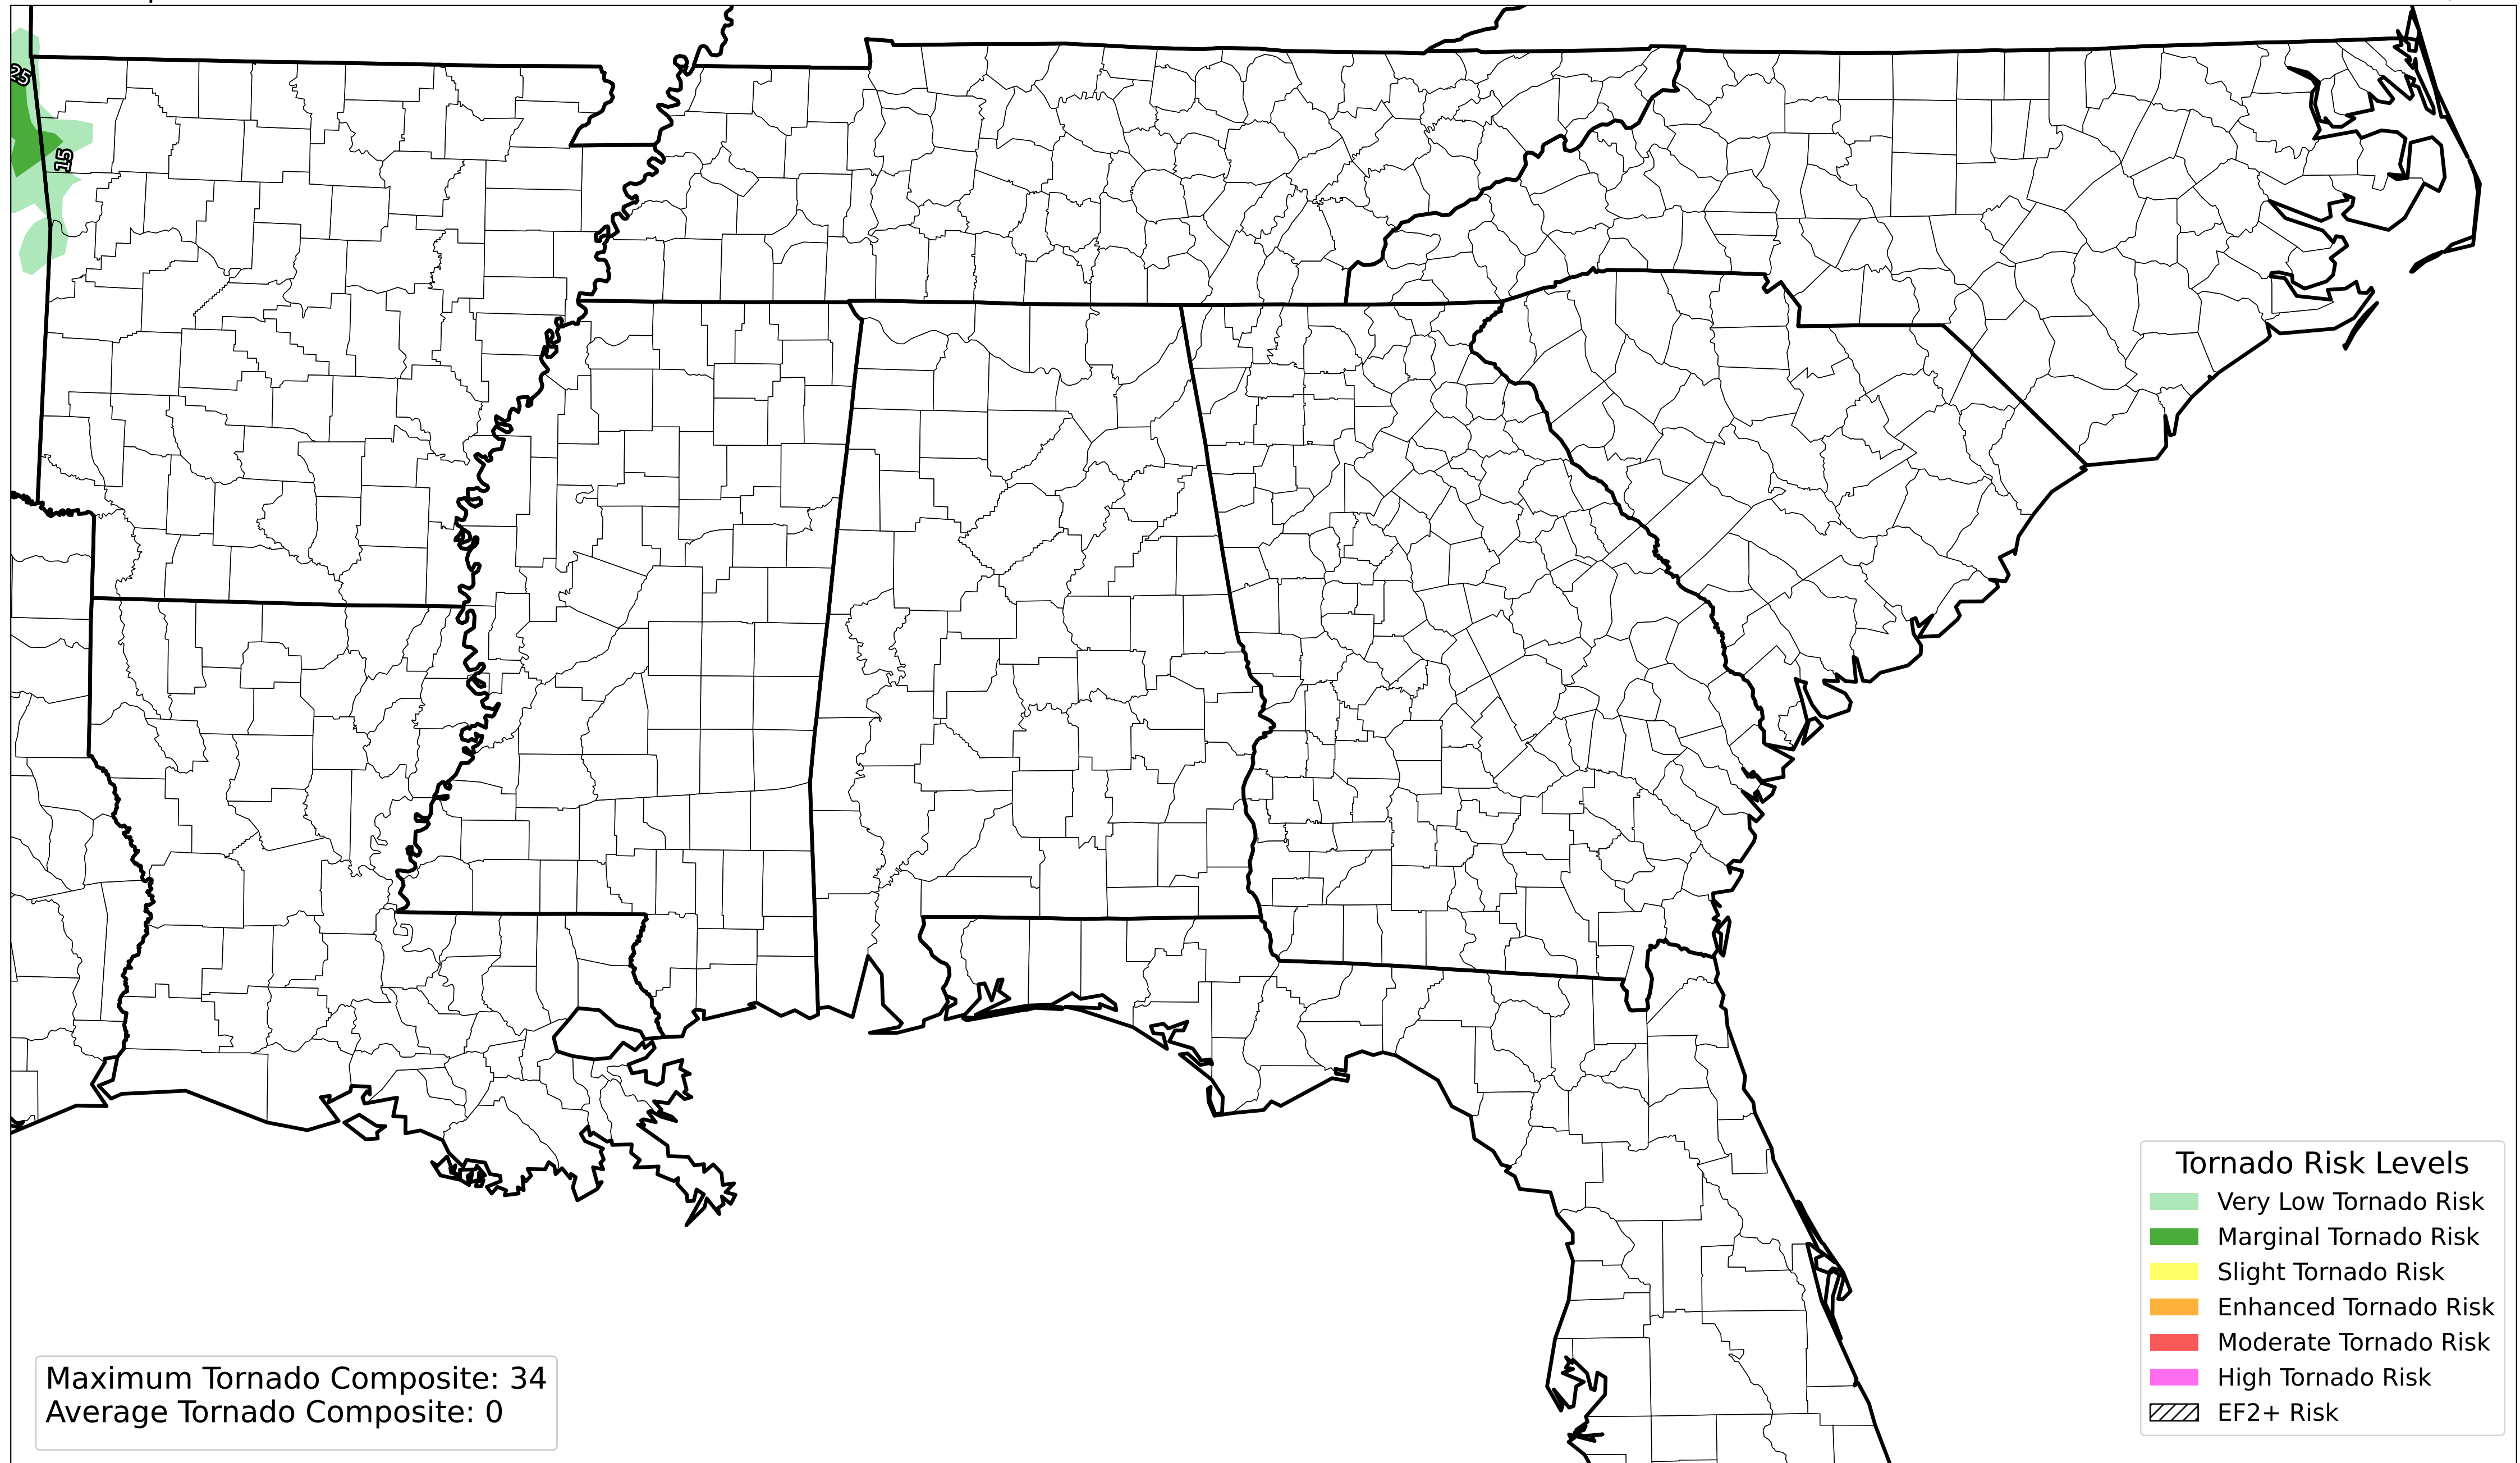 25
15
Tornado Risk Levels
Very Low Tornado Risk
Marginal Tornado Risk
Slight Tornado Risk
Enhanced Tornado Risk
Moderate Tornado Risk
High Tornado Risk
EF2+ Risk
Maximum Tornado Composite: 34
Average Tornado Composite: 0